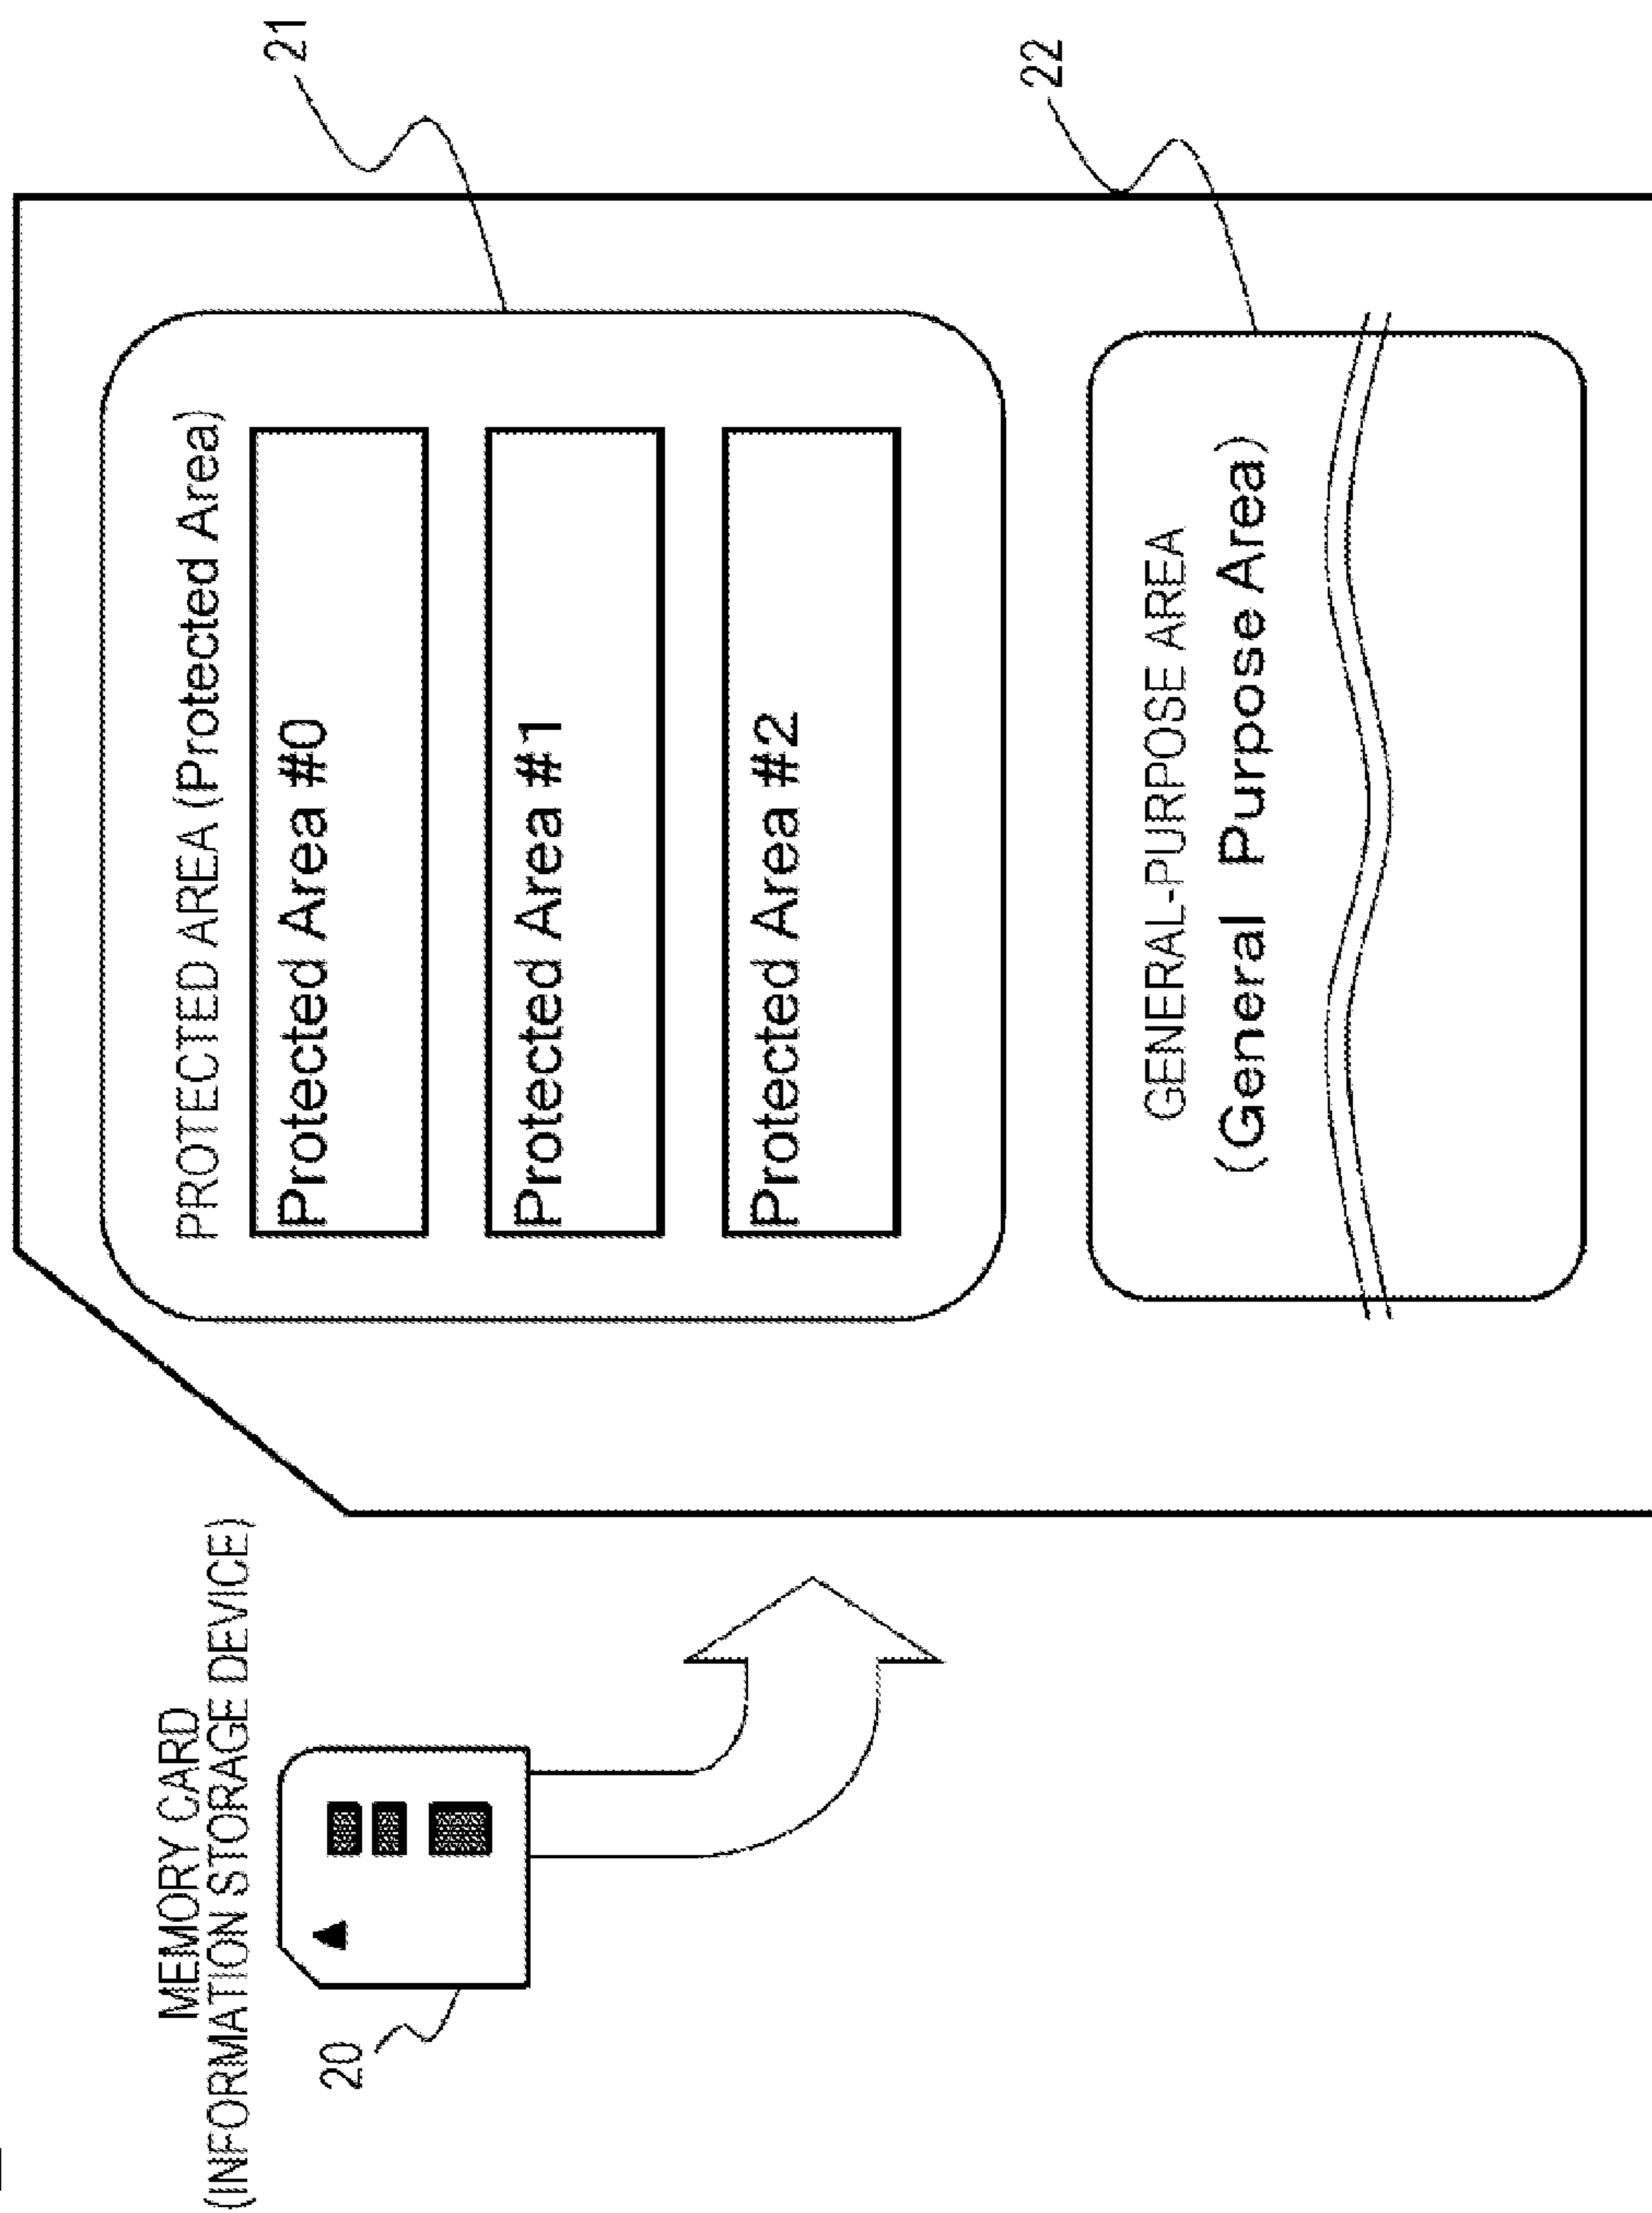 MEMORY CARD
(INFORMATION STORAGE DEVICE)
20
PROTECTED AREA (Protected Area)
Protected Area #0
Protected Area #1
Protected Area #2
21
GENERAL-PURPOSE AREA
(General Purpose Area)
22